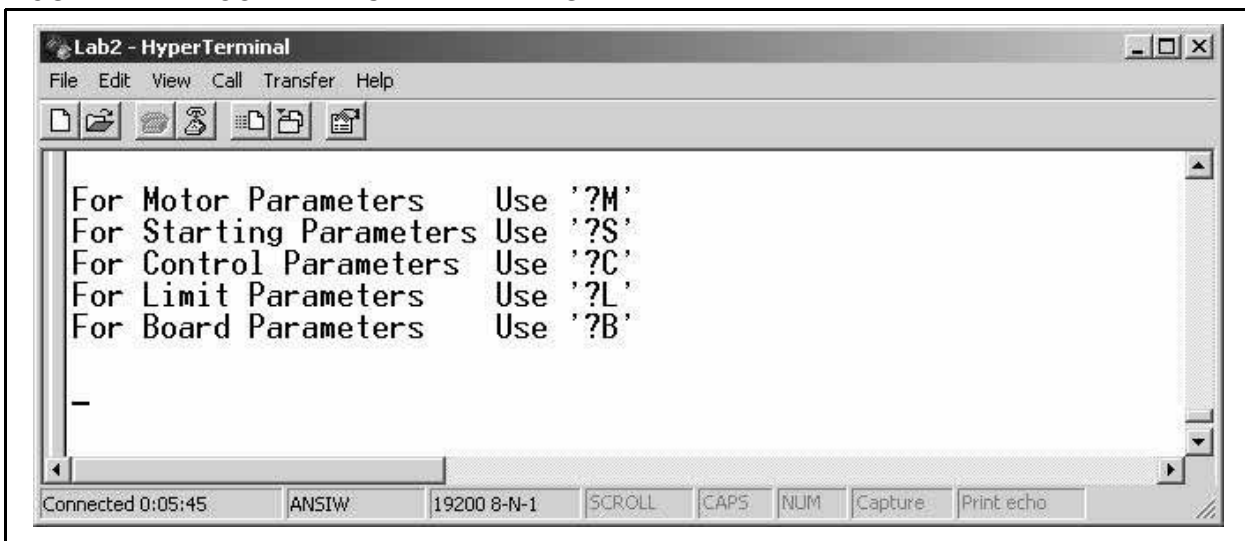 Lab2 - HyperTerminal
File Edit View Call Transfer Help
For Motor Parameters Use '?M'
For Starting Parameters Use '?S'
For Control Parameters Use '?C'
For Limit Parameters Use '?L'
For Board Parameters Use '?B'
Connected 0:05:45 ANSIW 19200 8-N-1 SCROLL CAPS NUM Capture Print echo